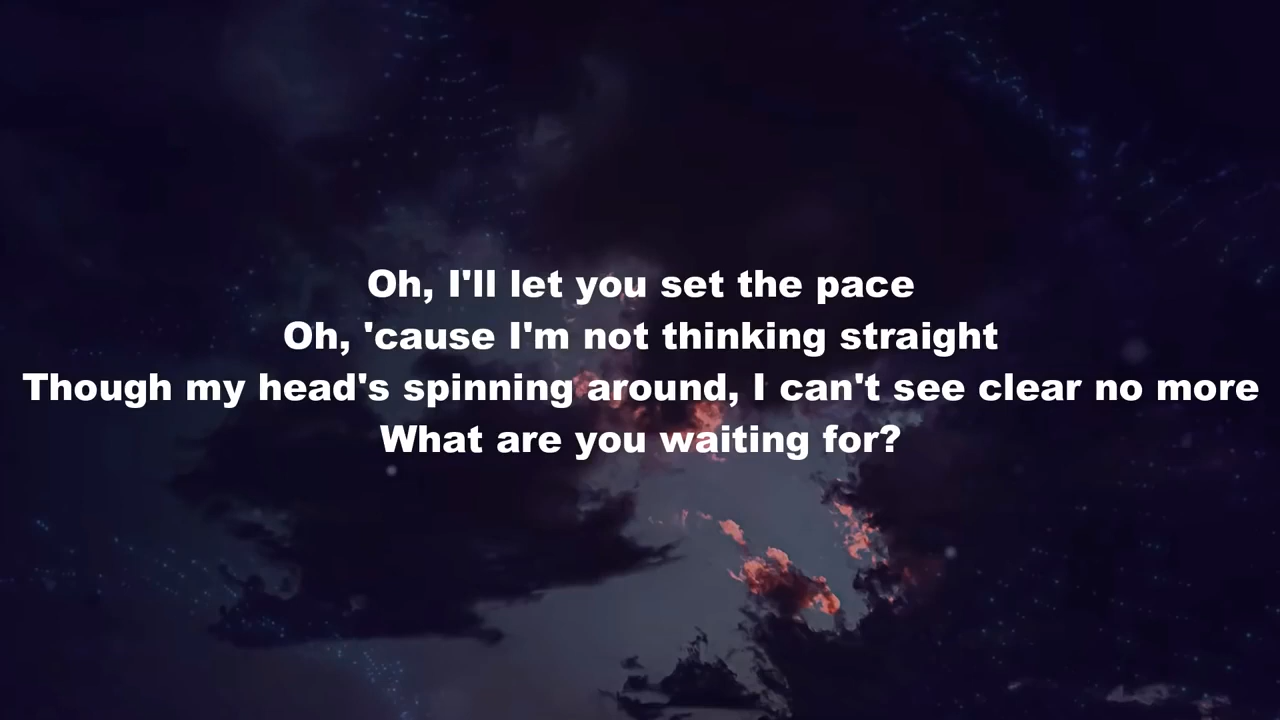 Oh, I'll let you set the pace
Oh, 'cause I'm not thinking straight
Though my head's spinning around, I can't see clear no more
What are you waiting for?